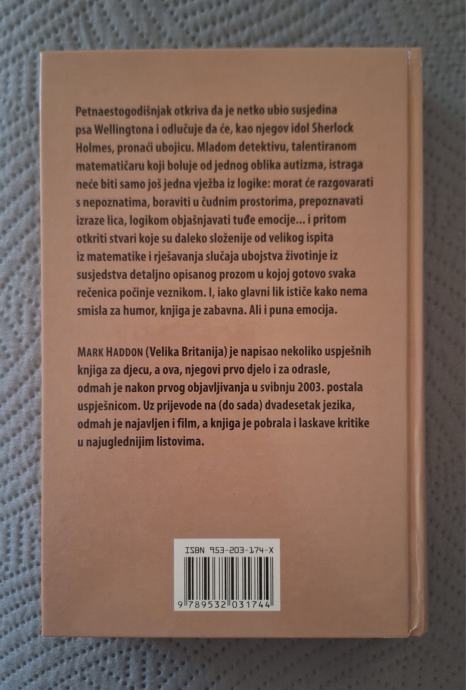 Petnaestogodišnjak otkriva da je netko ubio susjedina
psa Wellingtona i odlučuje da će, kao njegov idol Sherlock
Holmes, pronaći ubojicu. Mladom detektivu, talentiranom
matematičaru koji boluje od jednog oblika autizma, istraga
neće biti samo još jedna vježba iz logike: morat će razgovarati
s nepoznatima, boraviti u čudnim prostorima, prepoznavati
izraze lica, logikom objašnjavati tuđe emocije... i pritom
otkriti stvari koje su daleko složenije od velikog ispita
iz matematike i rješavanja slučaja ubojstva životinje iz
susjedstva detaljno opisanog prozom u kojoj gotovo svaka
rečenica počinje veznikom. I, iako glavni lik ističe kako nema
smisla za humor, knjiga je zabavna. Ali i puna emocija.
MARK HADDON (Velika Britanija) je napisao nekoliko uspješnih
knjiga za djecu, a ova, njegovi prvo djelo i za odrasle,
odmah je nakon prvog objavljivanja u svibnju 2003. postala
uspješnicom. Uz prijevode na (do sada) dvadesetak jezika,
odmah je najavljen i film, a knjiga je pobrala i laskave kritike
u najuglednijim listovima.
ISBN 953-203-174-X
9 789532 031744